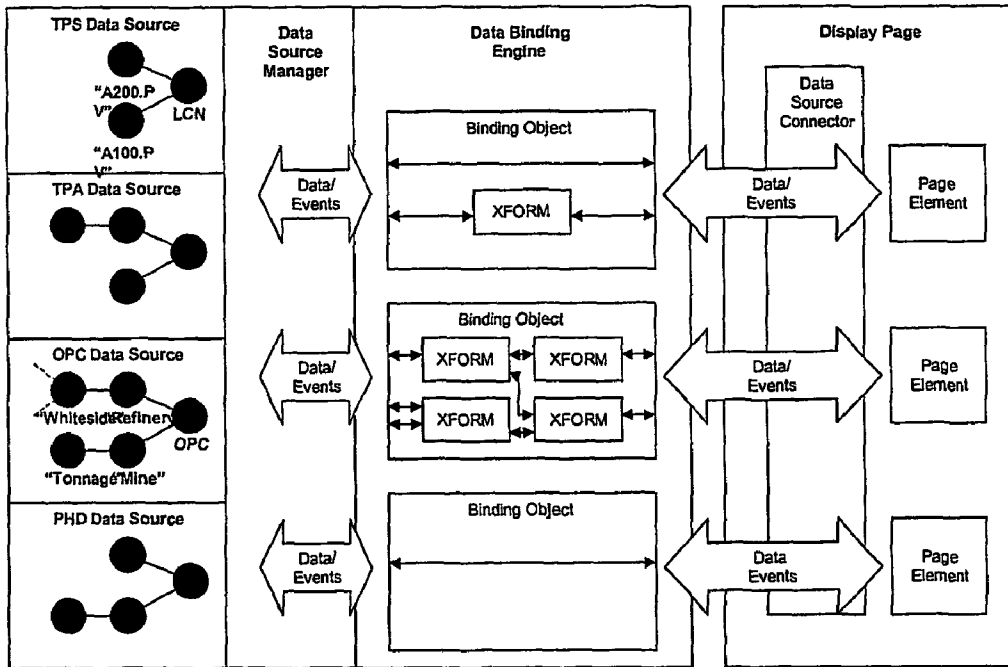 TPS Data Source
"A200.P
V"
LCN
"A100.P
V"
TPA Data Source
OPC Data Source
"Whiteside"
Refinery
OPC
"Tonnage"
Mine"
PHD Data Source
Data
Source
Manager
Data/
Events
Data/
Events
Data/
Events
Data Binding
Engine
Binding Object
XFORM
Binding Object
XFORM
XFORM
XFORM
XFORM
Binding Object
Display Page
Data
Source
Connector
Data/
Events
Data/
Events
Data
Events
Page
Element
Page
Element
Page
Element